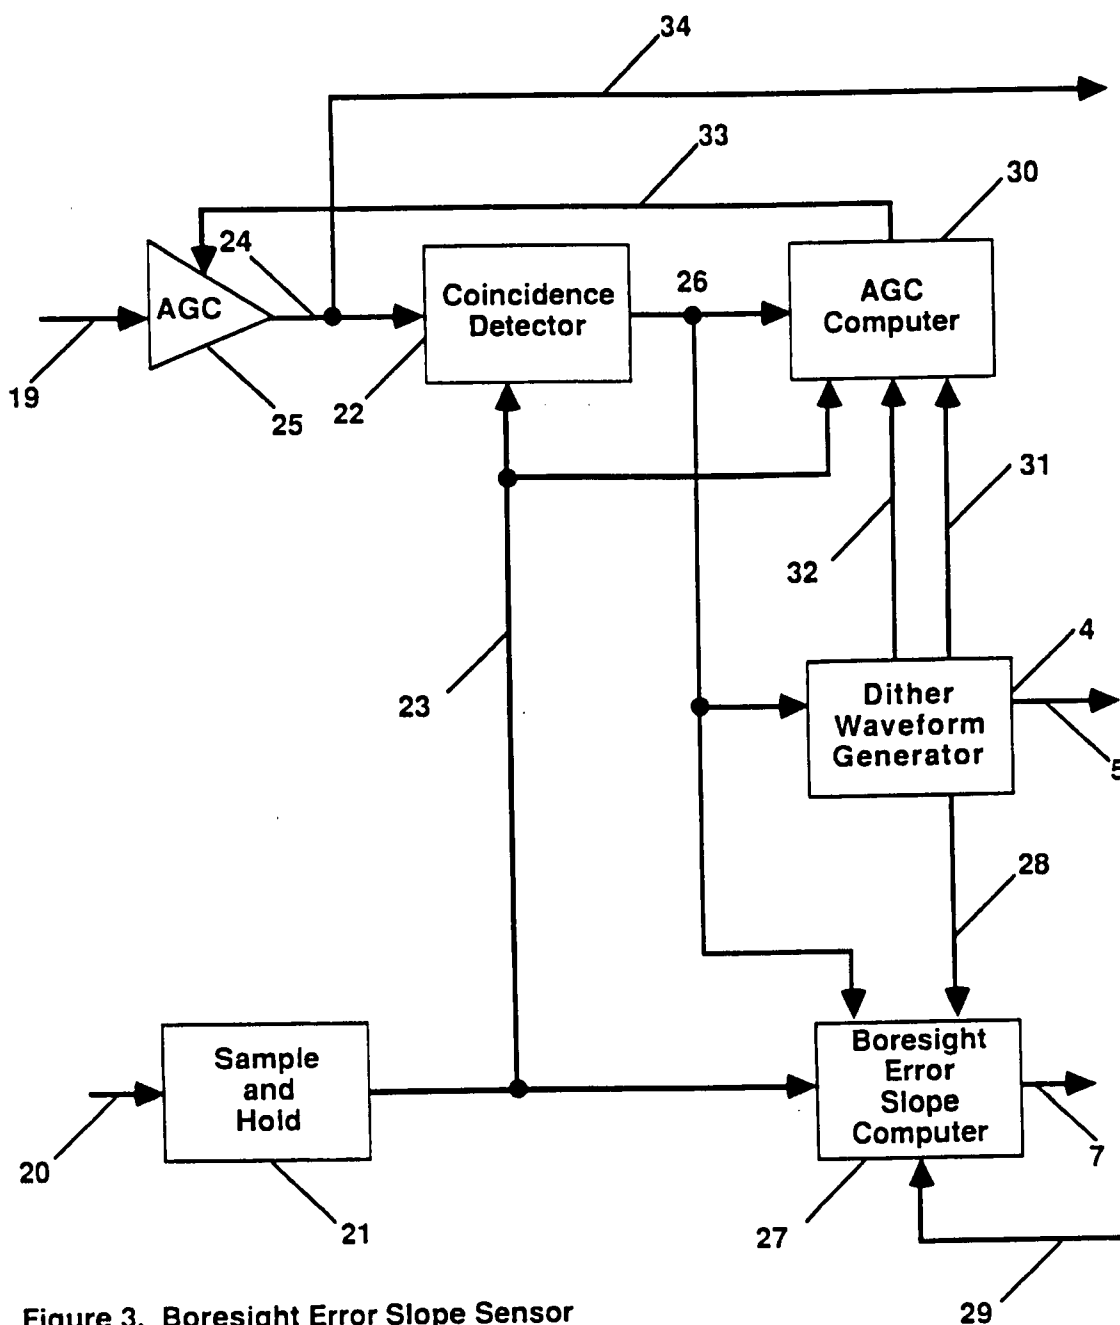 34
33
30
24
26
AGC
Coincidence
Detector
AGC
Computer
19
25
22
31
32
4
23
Dither
Waveform
Generator
5
28
Sample
and
Hold
Boresight
Error
Slope
Computer
20
7
21
27
29
Figure 3. Boresight Error Slope Sensor